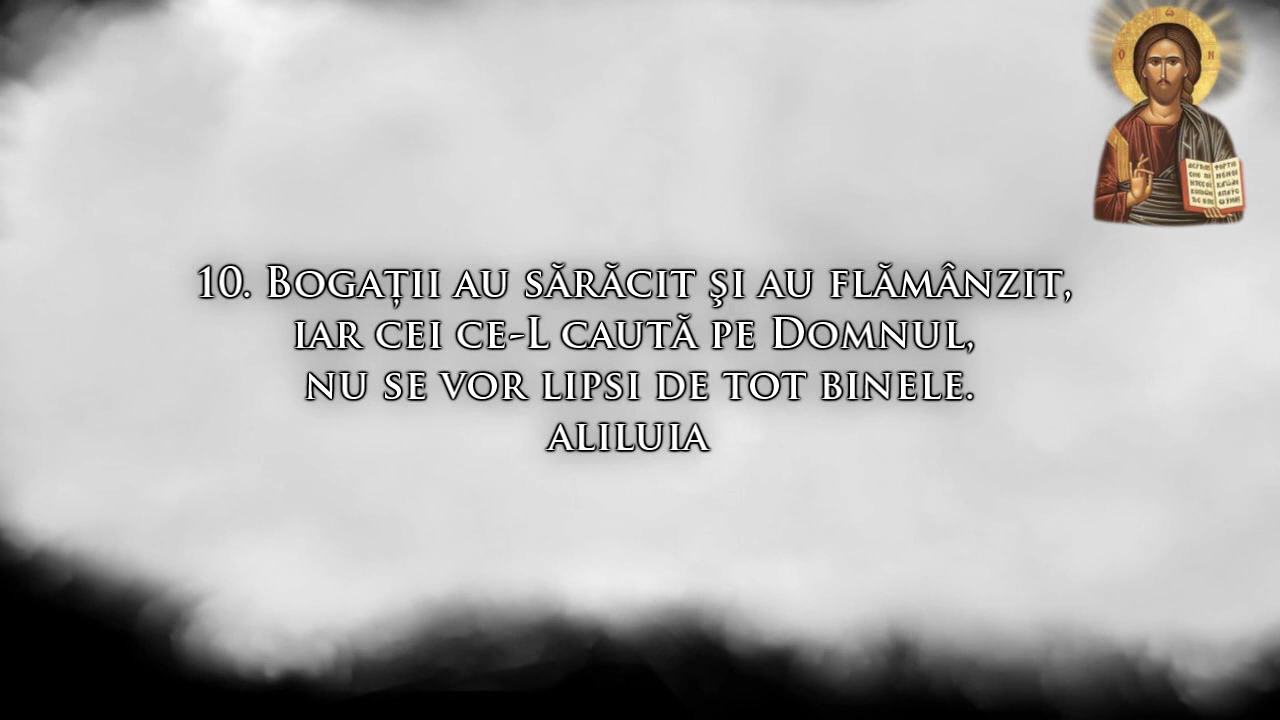 10. Bogaţii au sărăcit şi au flămânzit,
iar cei ce-L caută pe Domnul,
nu se vor lipsi de tot binele.
aliluia